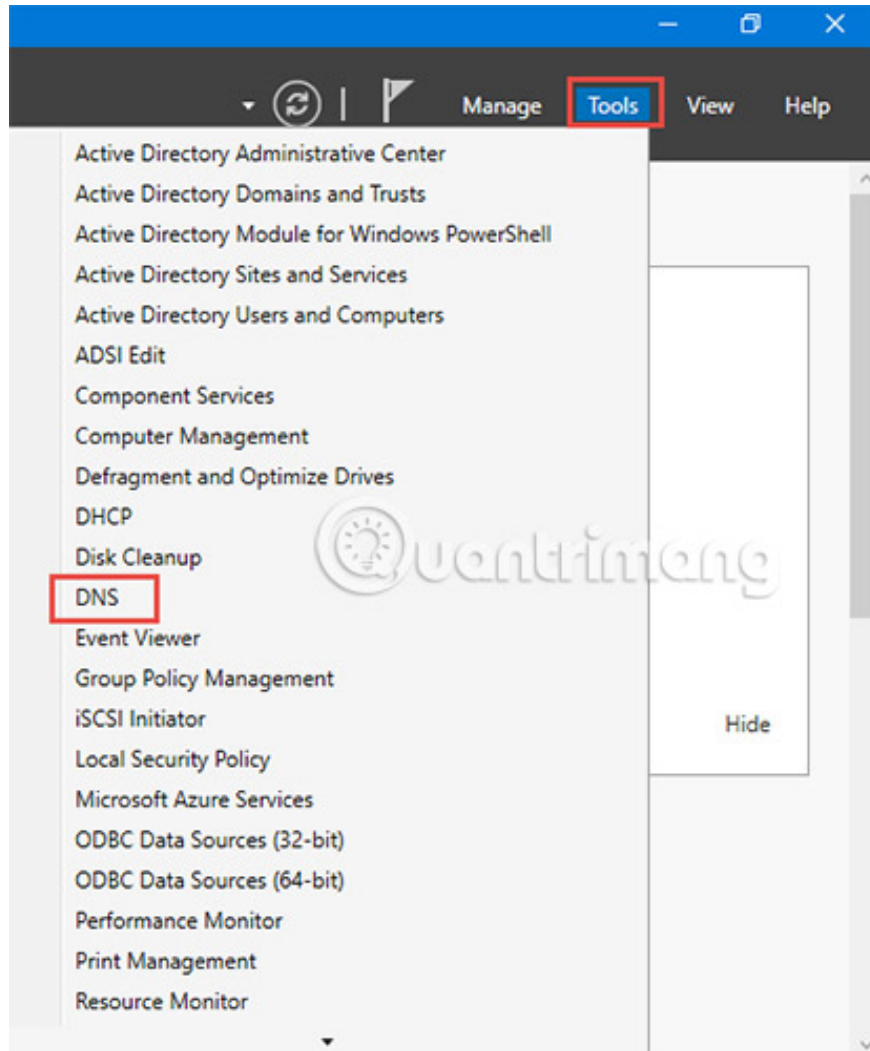 Manage Tools View Help
Active Directory Administrative Center
Active Directory Domains and Trusts
Active Directory Module for Windows PowerShell
Active Directory Sites and Services
Active Directory Users and Computers
ADSI Edit
Component Services
Computer Management
Defragment and Optimize Drives
DHCP
Disk Cleanup
Quantrimang
DNS
Event Viewer
Group Policy Management
iSCSI Initiator
Hide
Local Security Policy
Microsoft Azure Services
ODBC Data Sources (32-bit)
ODBC Data Sources (64-bit)
Performance Monitor
Print Management
Resource Monitor